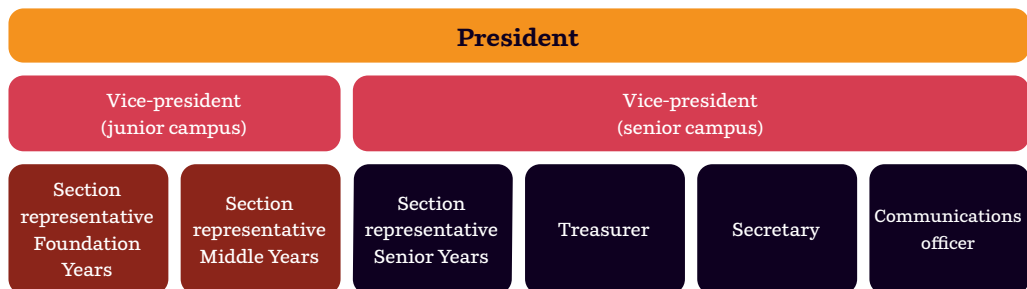 President
Vice-president
(junior campus)
Vice-president
(senior campus)
Section
representative
Foundation
Years
Section
representative
Middle Years
Section
representative
Senior Years
Treasurer
Secretary
Communications
officer